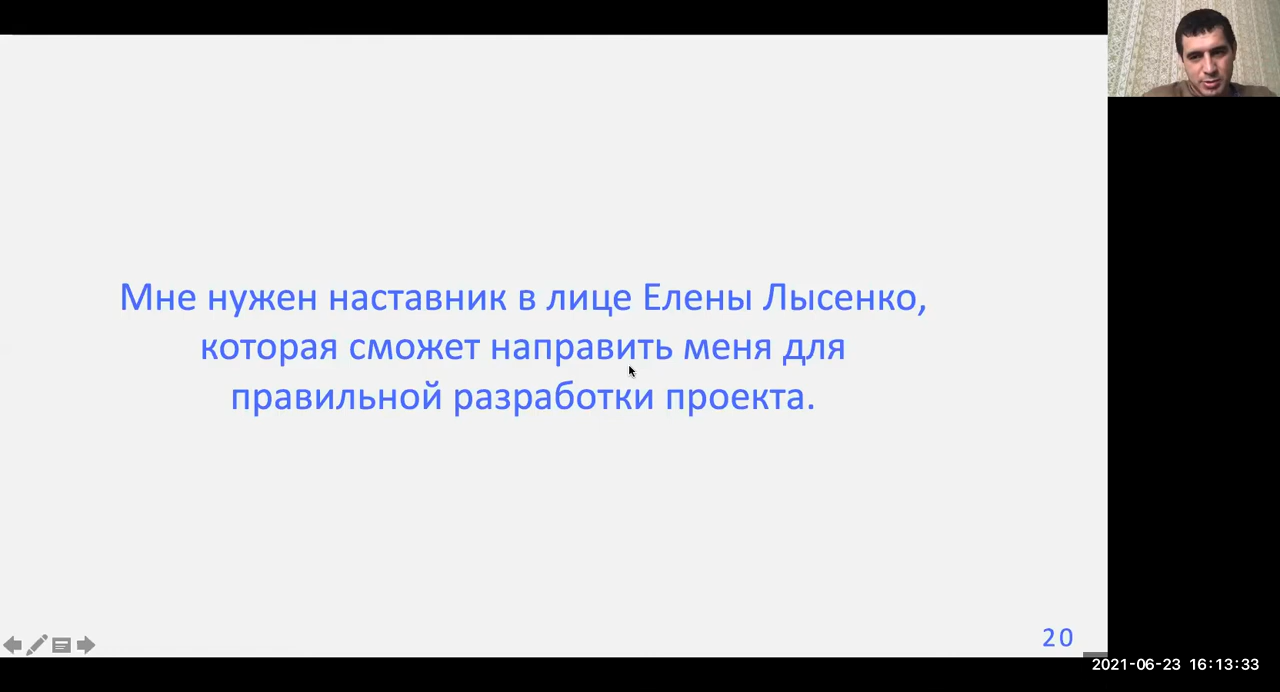 Мне нужен наставник в лице Елены Лысенко,
которая сможет направить меня для
правильной разработки проекта.
20
2021-06-23 16:13:33